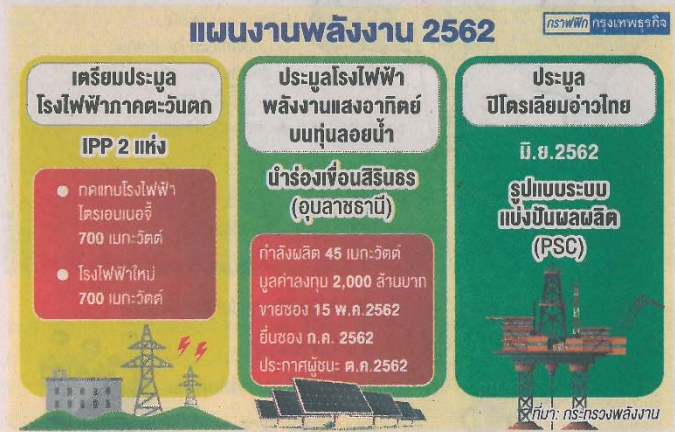 แผนงานพลังงาน 2562
กราฟฟิก กรุงเทพธุรกิจ
เตรียมประมูล
โรงไฟฟ้าภาคตะวันตก
IPP 2 แห่ง
ทดแทนโรงไฟฟ้า
ไตรเอนเนอจี้
700 เมกะวัตต์
โรงไฟฟ้าใหม่
700 เมกะวัตต์
ประมูลโรงไฟฟ้า
พลังงานแสงอาทิตย์
บนทุ่นลอยน้ำ
นำร่องเขื่อนสิรินธร
(อุบลาชธานี)
กำลังผลิต 45 เมกะวัตต์
มูลค่าลงทุน 2,000 ล้านบาท
ขายซอง 15 พ.ค.2562
ยื่นซอง ก.ค. 2562
ประกาศผู้ชนะ ต.ค.2562
ประมูล
ปิโตรเลียมอ่าวไทย
มิ.ย.2562
รูปแบบระบบ
แบ่งปันผลผลิต
(PSC)
ที่มา: กระทรวงพลังงาน